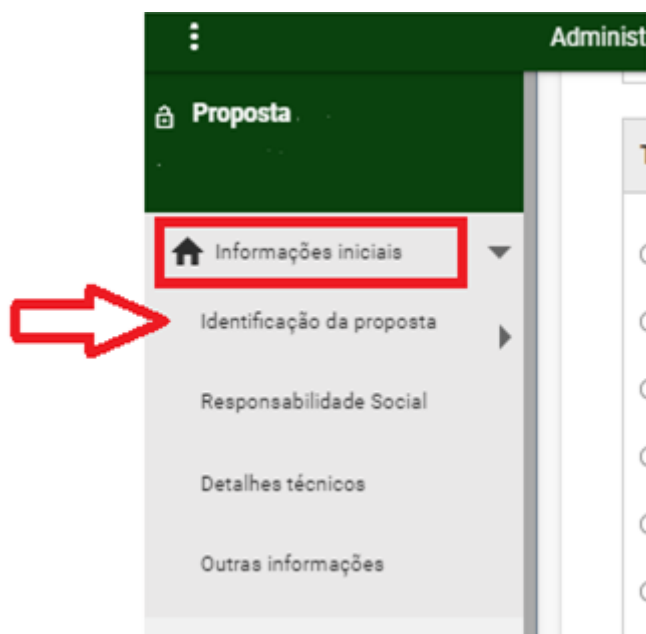 Administ
Proposta
Informações iniciais
Identificação da proposta
Responsabilidade Social
Detalhes técnicos
Outras informações